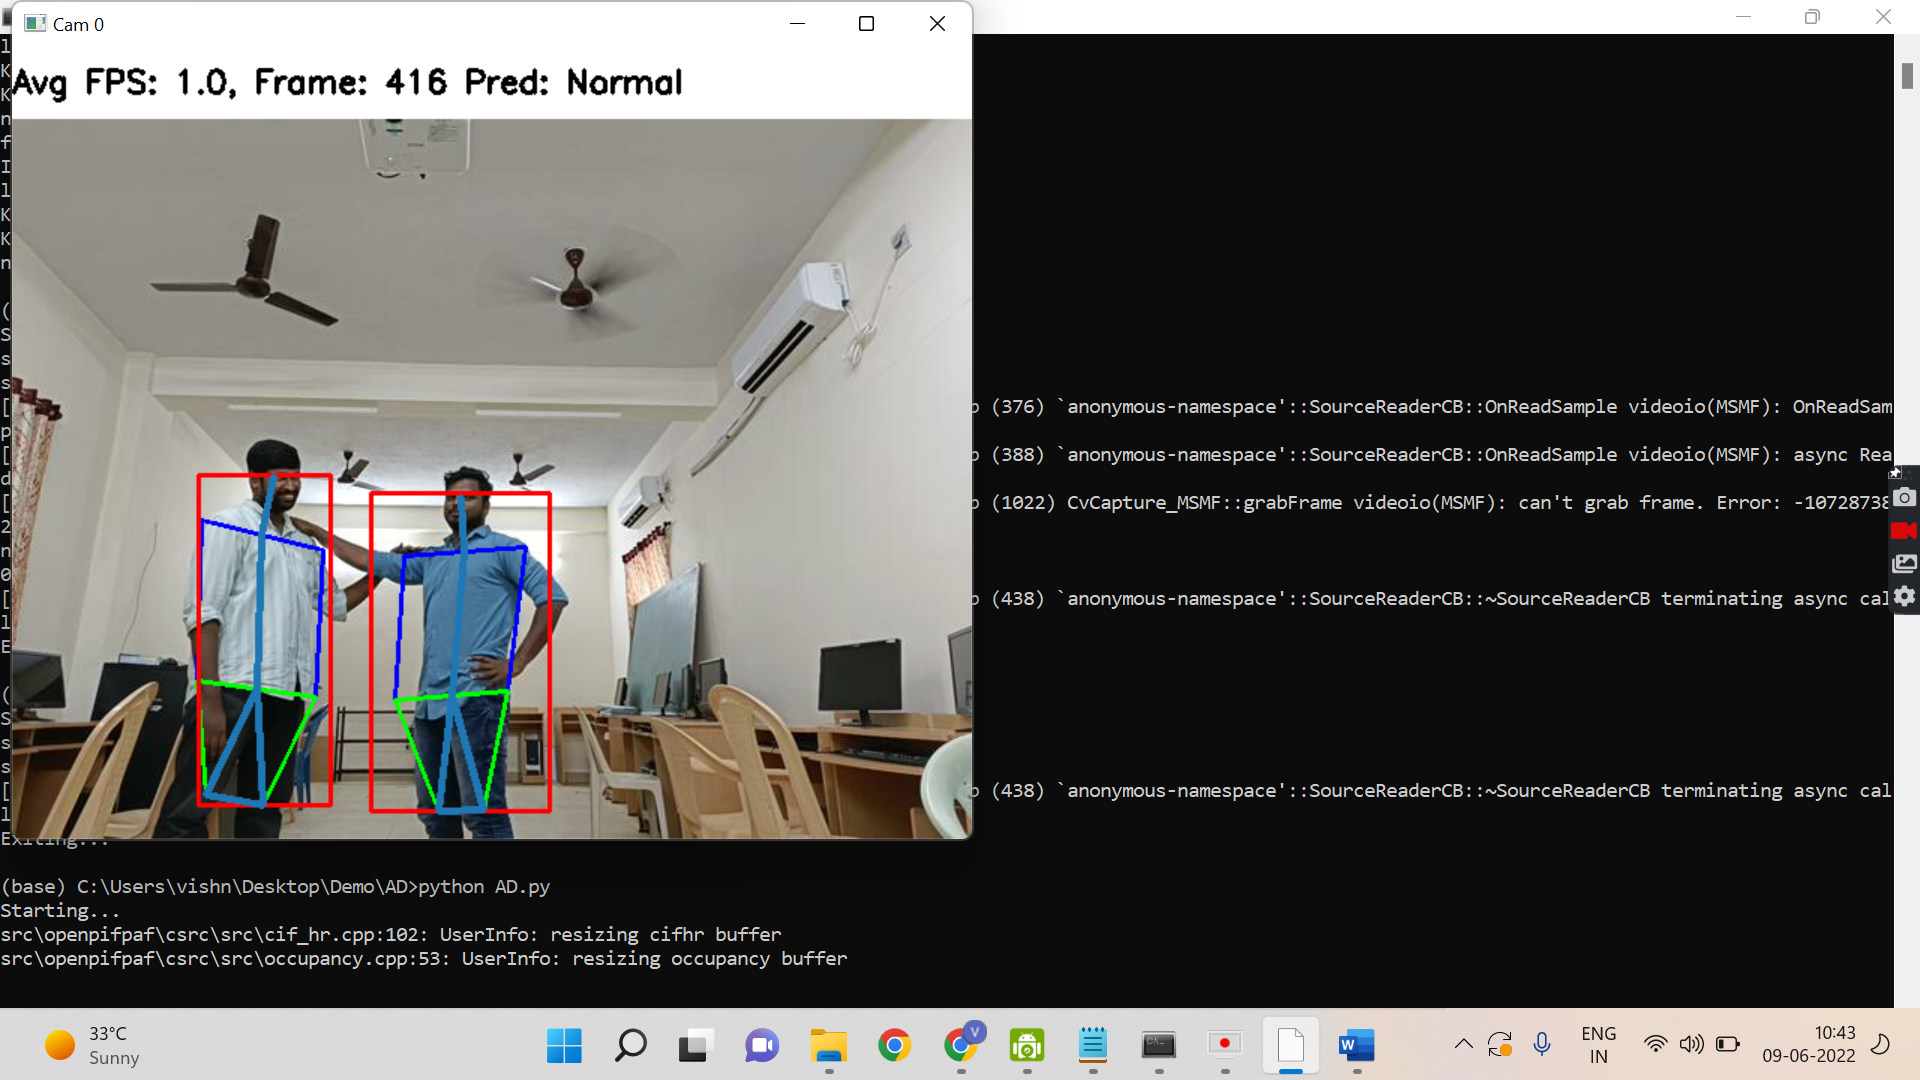 Cam 0
Avg FPS: 1.0, Frame: 416 Pred: Normal
(376) `anonymous-namespace'::SourceReaderCB::OnReadSample videoio(MSMF): OnReadSam
(388) `anonymous-namespace'::SourceReaderCB::OnReadSample videoio(MSMF): async Rea
(1022) CvCapture_MSMF::grabFrame videoio(MSMF): can't grab frame. Error: -10728738
(438) `anonymous-namespace'::SourceReaderCB::~SourceReaderCB terminating async cal
(438) `anonymous-namespace'::SourceReaderCB::~SourceReaderCB terminating async cal
Exiting...
(base) C:\Users\vishn\Desktop\Demo\AD>python AD.py
Starting...
src\openpifpaf\csrc\src\cif_hr.cpp:102: UserInfo: resizing cifhr buffer
src\openpifpaf\csrc\src\occupancy.cpp:53: UserInfo: resizing occupancy buffer
33°C
Sunny
V
W
ENG
IN
10:43
09-06-2022